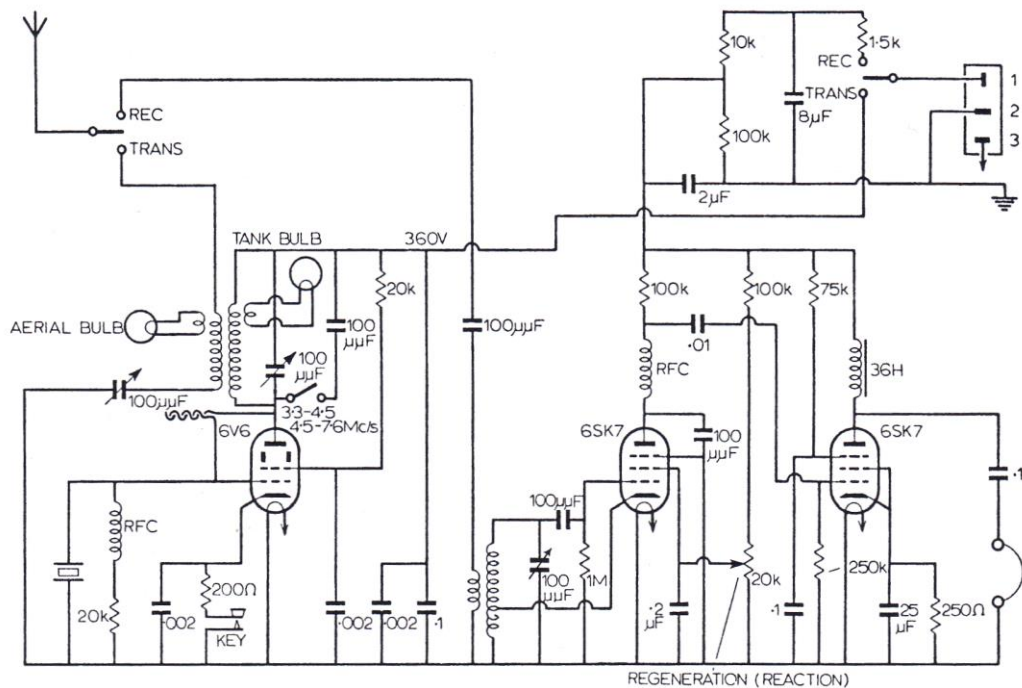 10k
1·5k
REC
TRANS
8μF
1
2
3
100k
2μF
REC
TRANS
TANK BULB
360V
20k
AERIAL BULB
100
μμF
100
μμF
100μμF
3·3–4·5
4·5–7·6Mc/s
6V6
100μμF
100k
·01
RFC
100k
75k
36H
6SK7
100
μμF
6SK7
·1
RFC
20k
·002
200Ω
KEY
·002
·002
·1
100μμF
100
μμF
1M
·2
μF
20k
·1
250k
25
μF
250Ω
REGENERATION (REACTION)